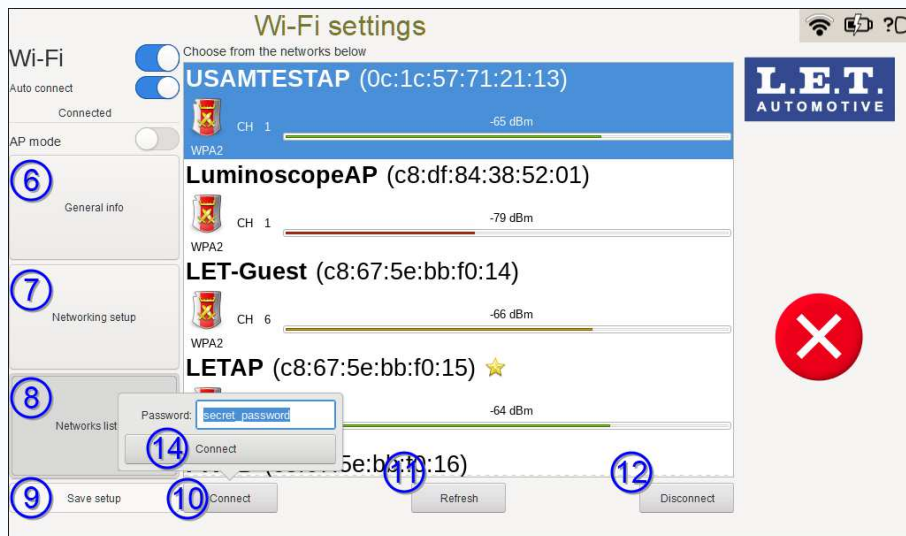 Wi-Fi settings
?
Wi-Fi
Auto connect
Connected
AP mode
6
General info
7
Networking setup
8
Networks list
9
Save setup
Choose from the networks below
USAMTESTAP (0c:1c:57:71:21:13)
CH 1
-65 dBm
WPA2
LuminoscopeAP (c8:df:84:38:52:01)
CH 1
-79 dBm
WPA2
LET-Guest (c8:67:5e:bb:f0:14)
CH 6
-66 dBm
WPA2
LETAP (c8:67:5e:bb:f0:15)
-64 dBm
Password: secret_password
14 Connect
5e:bb:f0:16)
10 Connect
11 Refresh
12 Disconnect
L.E.T.
AUTOMOTIVE